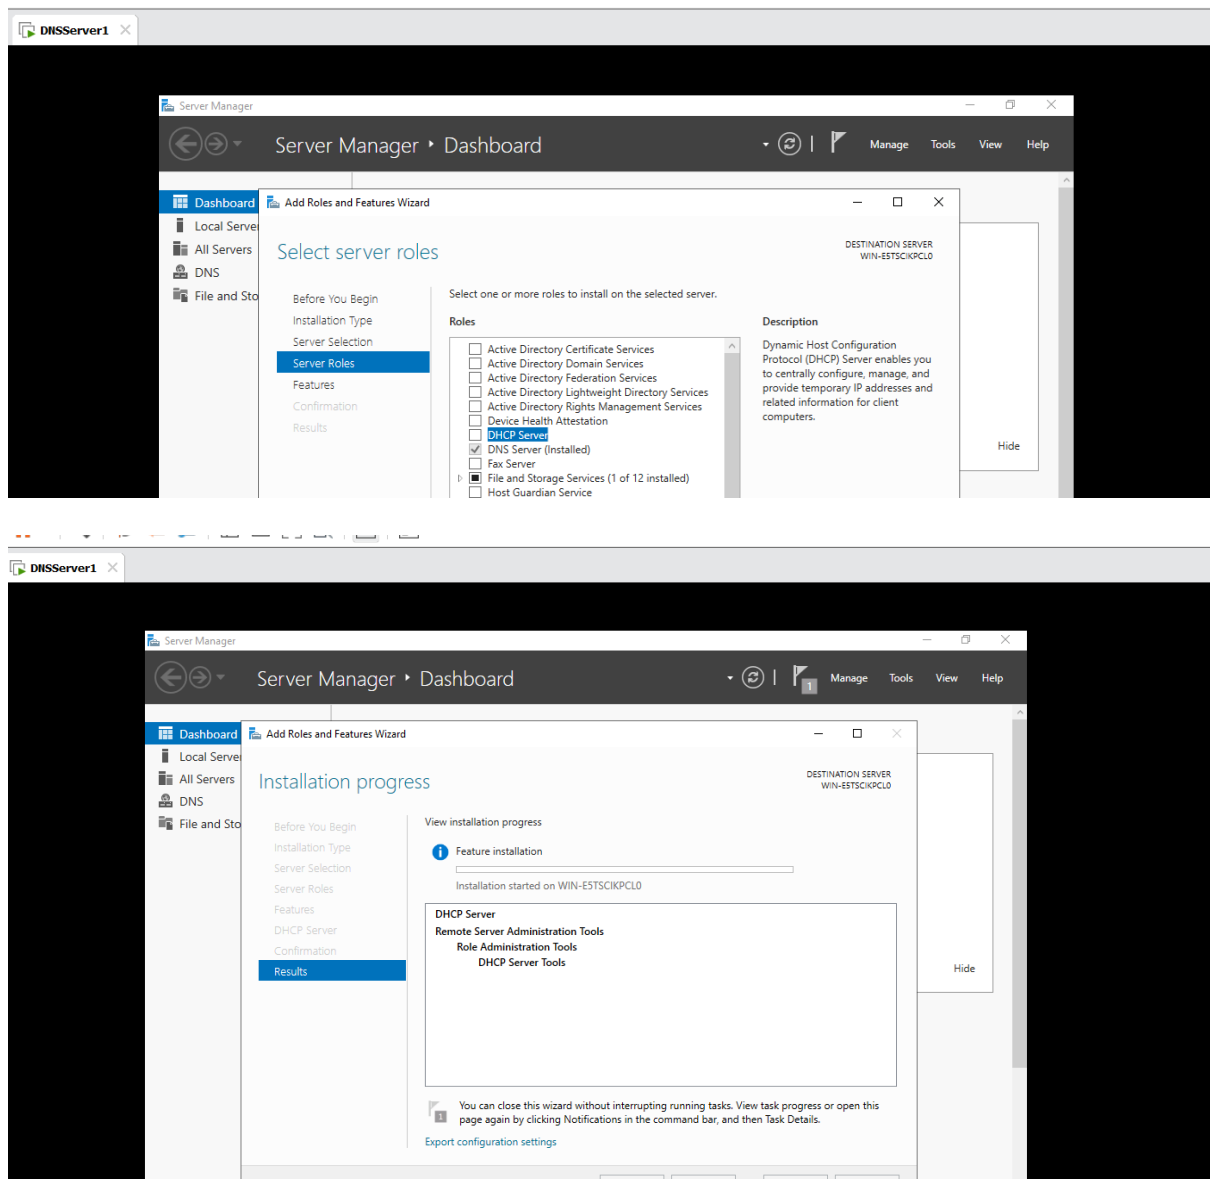 DNSServer1
Server Manager
Server Manager • Dashboard
Manage Tools View Help
Dashboard
Local Server
All Servers
DNS
File and Sto
Add Roles and Features Wizard
Select server roles
DESTINATION SERVER
WIN-E5TSCIKPCL0
Before You Begin
Installation Type
Server Selection
Server Roles
Features
Confirmation
Results
Select one or more roles to install on the selected server.
Roles
Active Directory Certificate Services
Active Directory Domain Services
Active Directory Federation Services
Active Directory Lightweight Directory Services
Active Directory Rights Management Services
Device Health Attestation
DHCP Server
DNS Server (Installed)
Fax Server
File and Storage Services (1 of 12 installed)
Host Guardian Service
Description
Dynamic Host Configuration
Protocol (DHCP) Server enables you
to centrally configure, manage, and
provide temporary IP addresses and
related information for client
computers.
Hide
DNSServer1
Server Manager
Server Manager • Dashboard
1
Manage Tools View Help
Dashboard
Local Server
All Servers
DNS
File and Sto
Add Roles and Features Wizard
Installation progress
DESTINATION SERVER
WIN-E5TSCIKPCL0
Before You Begin
Installation Type
Server Selection
Server Roles
Features
DHCP Server
Confirmation
Results
View installation progress
Feature installation
Installation started on WIN-E5TSCIKPCL0
DHCP Server
Remote Server Administration Tools
Role Administration Tools
DHCP Server Tools
Hide
1
You can close this wizard without interrupting running tasks. View task progress or open this
page again by clicking Notifications in the command bar, and then Task Details.
Export configuration settings